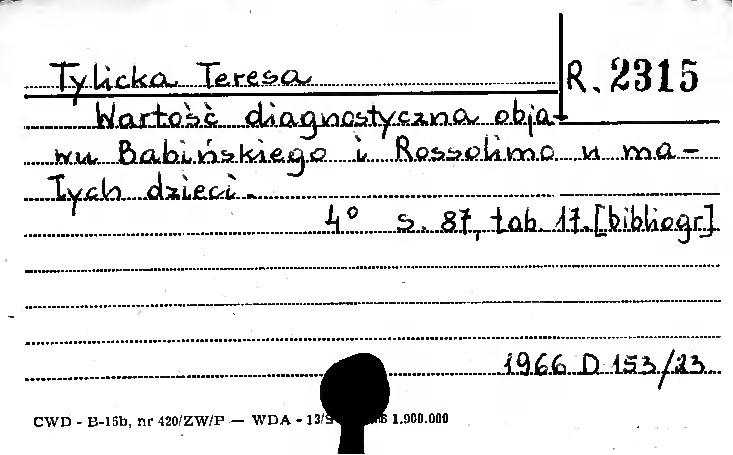 Tylicka Teresa R. 2315
Wartość diagnostyczna obja-
wu Babińskiego i Rossolimo u ma-
łych dzieci.
4° s. 87, tab. 17. [bibliogr]
1966 D 153/23
CWD - B-15b, nr 420/ZW/P — WDA - 1.900.000